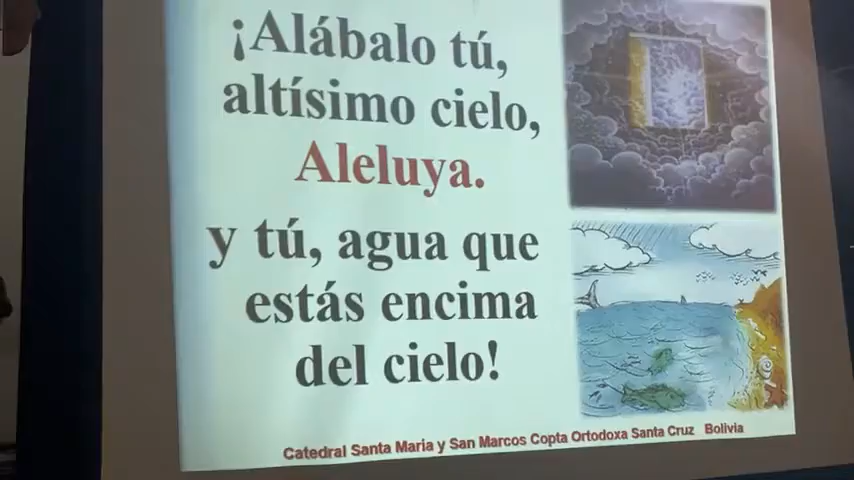 ¡Alábalo tú,
altísimo cielo,
Aleluya.
y tú, agua que
estás encima
del cielo!
Catedral Santa Maria y San Marcos Copta Ortodoxa Santa Cruz Bolivia